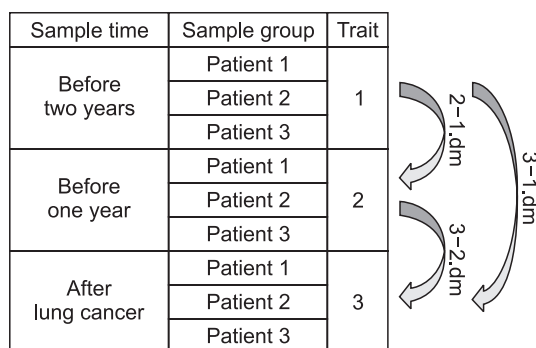 Sample time Sample group Trait
Before
two years
Patient 1
Patient 2
Patient 3
1
Before
one year
Patient 1
Patient 2
Patient 3
2
After
lung cancer
Patient 1
Patient 2
Patient 3
3
2-1.dm
3-2.dm
3-1.dm